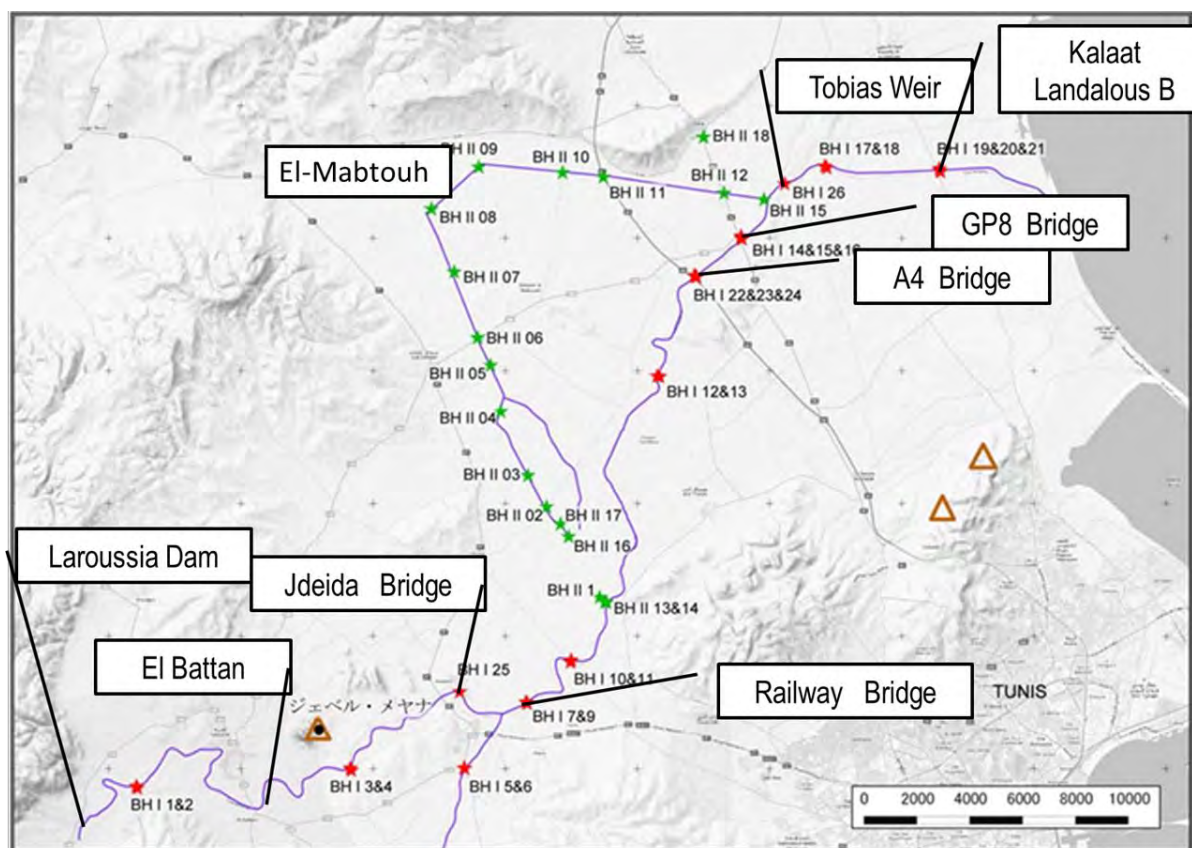 Kalaat
Landalous B
Tobias Weir
BH II 18
BH II 09
BH II 10
BH I 17&18
BH I 19&20&21
El-Mabtouh
BH II 11
BH II 12
BH I 26
BH II 15
BH II 08
GP8 Bridge
BH I 14&15&16
A4 Bridge
BH II 07
BH I 22&23&24
BH II 06
BH II 05
BH I 12&13
BH II 04
BH II 03
BH II 02
BH II 17
BH II 16
Laroussia Dam
Jdeida Bridge
BH II 1
BH II 13&14
El Battan
BH I 25
BH I 10&11
Railway Bridge
TUNIS
ジェベル・メヤナ
BH I 7&9
BH I 1&2
BH I 3&4
BH I 5&6
0 2000 4000 6000 8000 10000